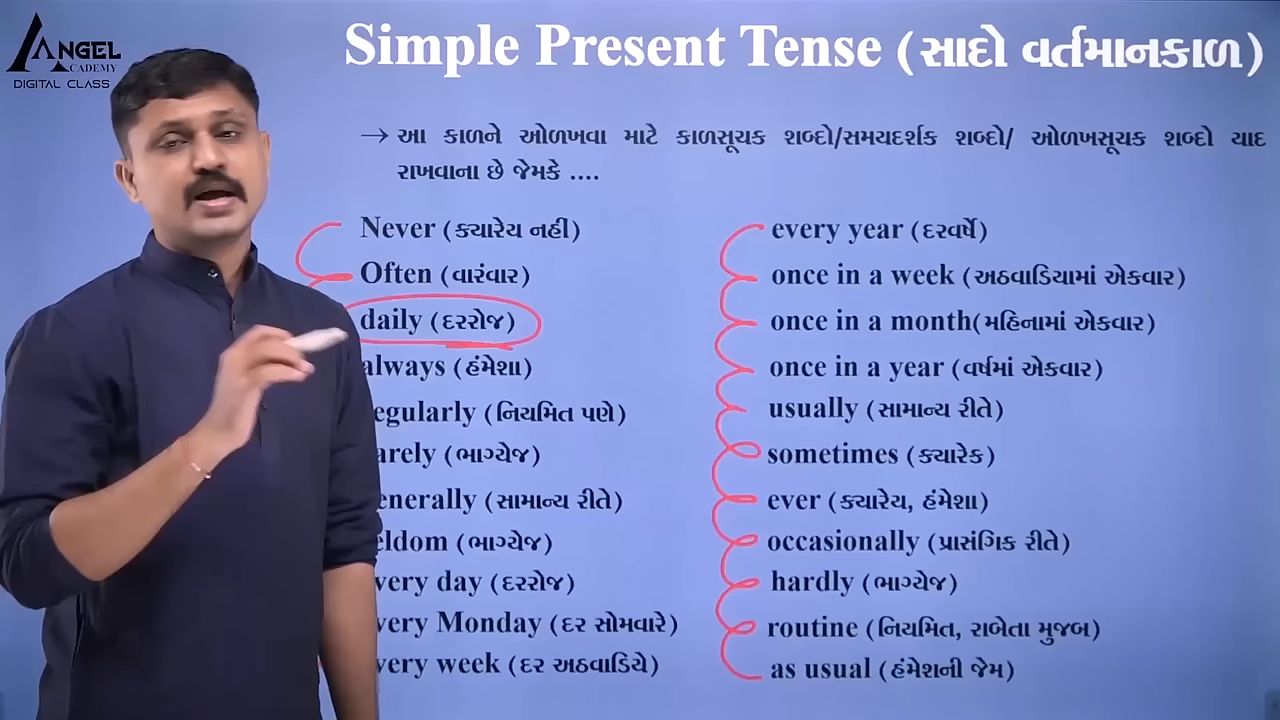 ANGEL
ACADEMY
DIGITAL CLASS
Simple Present Tense (સાદો વર્તમાનકાળ)
→ આ કાળને ઓળખવા માટે કાળસૂચક શબ્દો/સમયદર્શક શબ્દો/ ઓળખસૂચક શબ્દો યાદ
રાખવાના છે જેમકે ....
Never (ક્યારેય નહીં)
Often (વારંવાર)
daily (દરરોજ)
always (હંમેશા)
egularly (નિયમિત પણે)
arely (ભાગ્યેજ)
enerally (સામાન્ય રીતે)
eldom (ભાગ્યેજ)
very day (દરરોજ)
very Monday (દર સોમવારે)
very week (દર અઠવાડિયે)
every year (દરવર્ષે)
once in a week (અઠવાડિયામાં એકવાર)
once in a month(મહિનામાં એકવાર)
once in a year (વર્ષમાં એકવાર)
usually (સામાન્ય રીતે)
sometimes (ક્યારેક)
ever (ક્યારેય, હંમેશા)
occasionally (પ્રાસંગિક રીતે)
hardly (ભાગ્યેજ)
routine (નિયમિત, રાબેતા મુજબ)
as usual (હંમેશની જેમ)